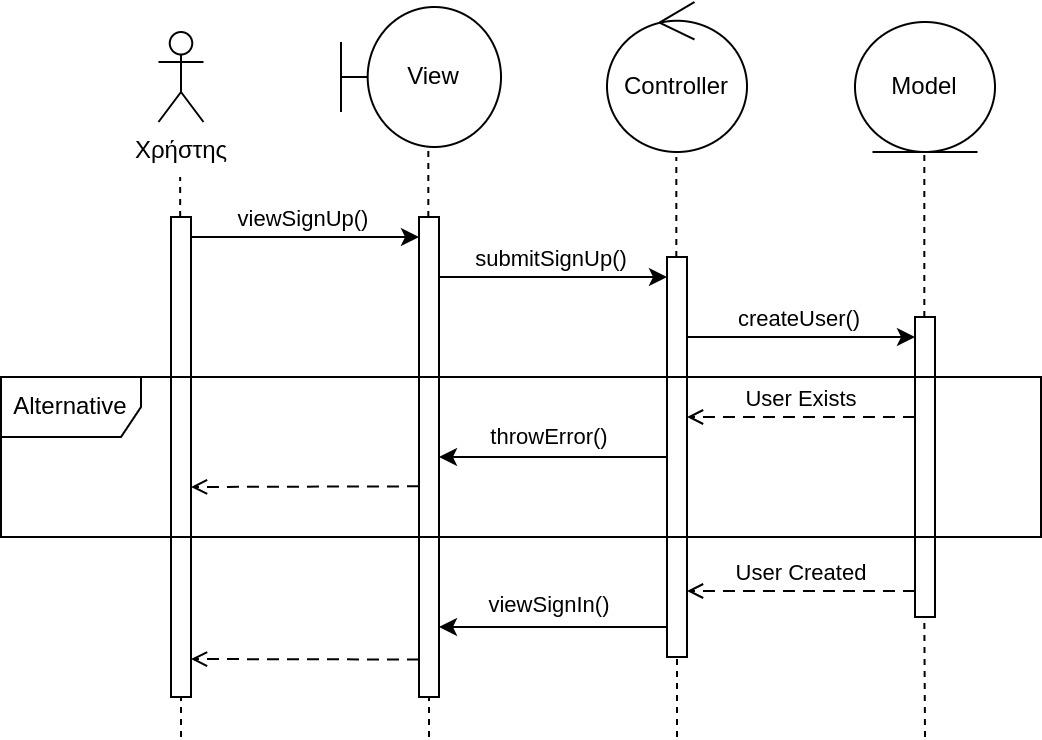 View
Controller
Model
Χρήστης
viewSignUp()
submitSignUp()
createUser()
Alternative
User Exists
throwError()
User Created
viewSignIn()